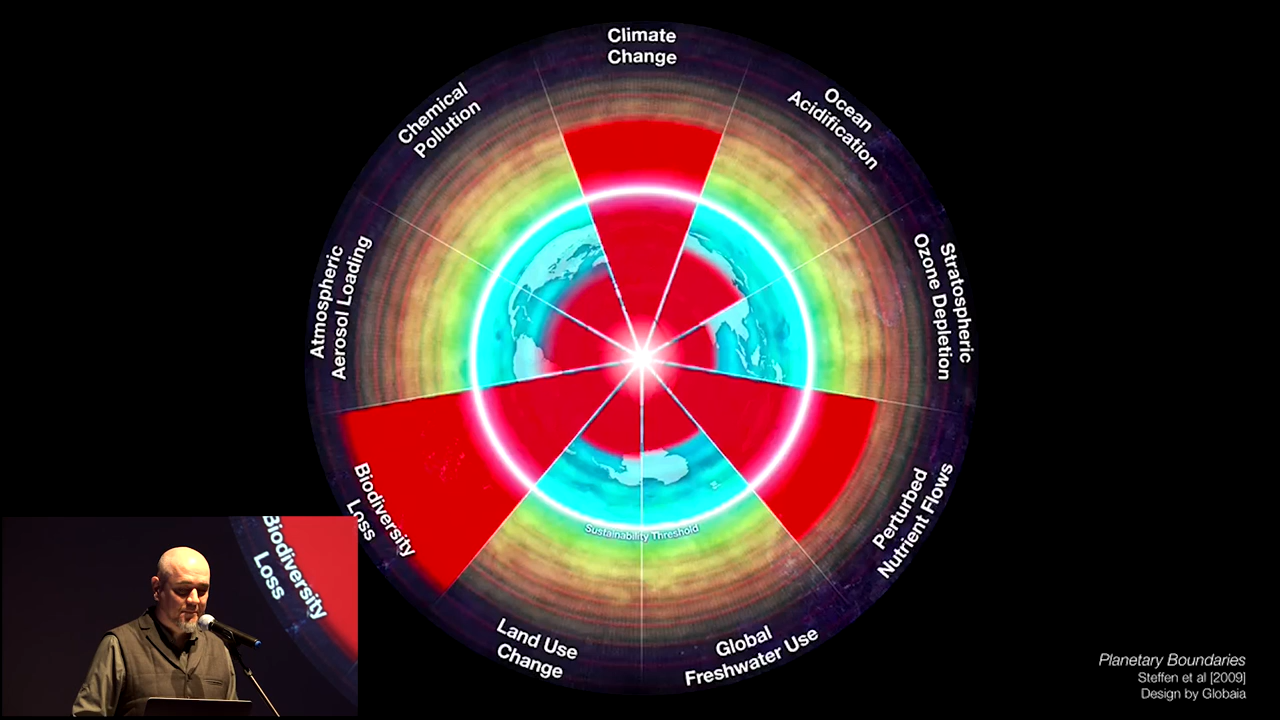 Climate
Change
Ocean
Acidification
Stratospheric
Ozone Depletion
Perturbed
Nutrient Flows
Global
Freshwater Use
Land Use
Change
Biodiversity
Loss
Atmospheric
Aerosol Loading
Chemical
Pollution
Sustainability Threshold
Biodiversity
Loss
Planetary Boundaries
Steffen et al [2009]
Design by Globaia